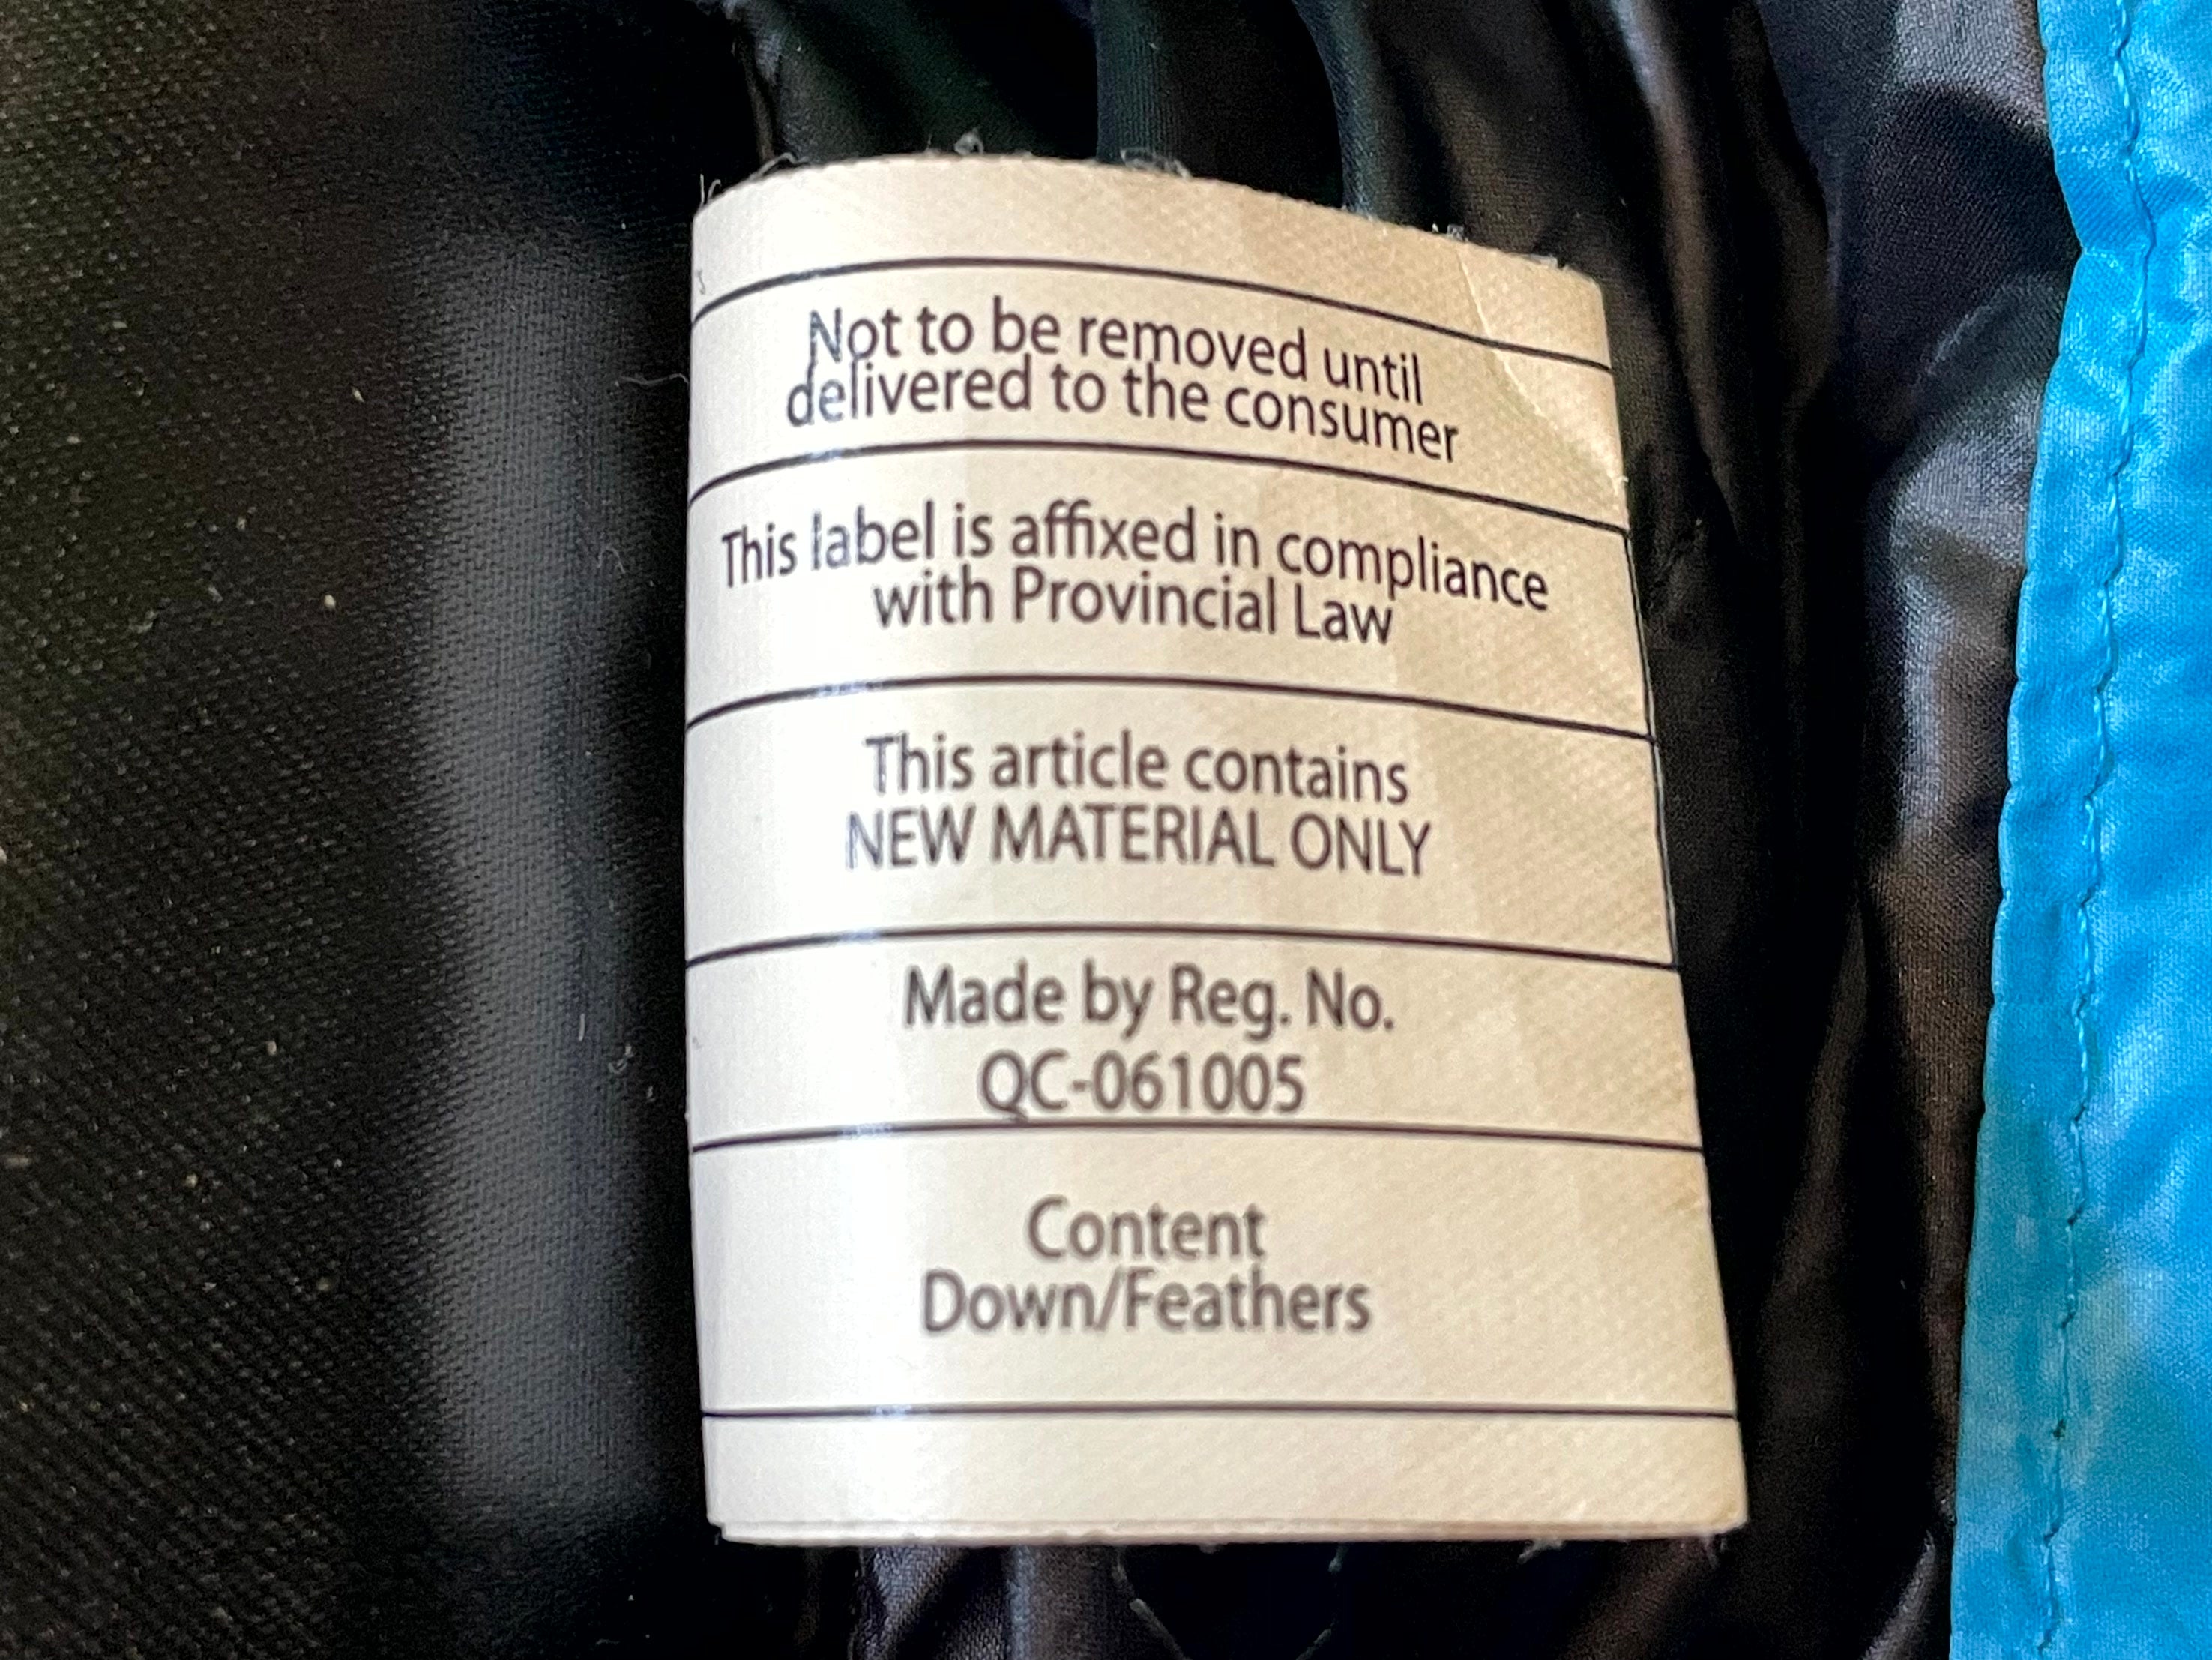 Not to be removed until
delivered to the consumer
This label is affixed in compliance
with Provincial Law
This article contains
NEW MATERIAL ONLY
Made by Reg. No.
QC-061005
Content
Down/Feathers